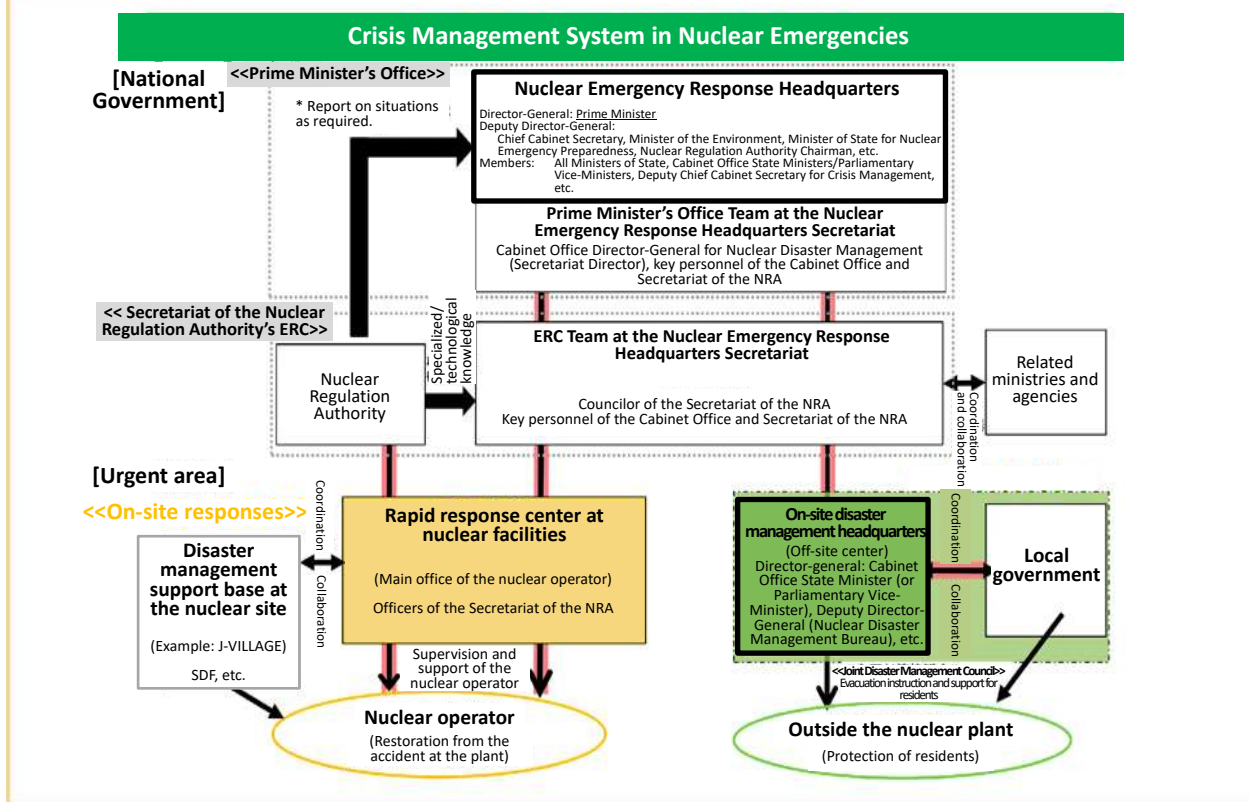 Crisis Management System in Nuclear Emergencies
[National
Government]
<<Prime Minister's Office>>
* Report on situations
as required.
Nuclear Emergency Response Headquarters
Director-General: Prime Minister
Deputy Director-General:
Chief Cabinet Secretary, Minister of the Environment, Minister of State for Nuclear
Emergency Preparedness, Nuclear Regulation Authority Chairman, etc.
Members: All Ministers of State, Cabinet Office State Ministers/Parliamentary
Vice-Ministers, Deputy Chief Cabinet Secretary for Crisis Management,
etc.
Prime Minister's Office Team at the Nuclear
Emergency Response Headquarters Secretariat
Cabinet Office Director-General for Nuclear Disaster Management
(Secretariat Director), key personnel of the Cabinet Office and
Secretariat of the NRA
<< Secretariat of the Nuclear
Regulation Authority's ERC>>
Nuclear
Regulation
Authority
Specialized/
technological
knowledge
ERC Team at the Nuclear Emergency Response
Headquarters Secretariat
Councilor of the Secretariat of the NRA
Key personnel of the Cabinet Office and Secretariat of the NRA
Coordination
and collaboration
Related
ministries and
agencies
[Urgent area]
<<On-site responses>>
Disaster
management
support base at
the nuclear site
(Example: J-VILLAGE)
SDF, etc.
Coordination
Collaboration
Rapid response center at
nuclear facilities
(Main office of the nuclear operator)
Officers of the Secretariat of the NRA
Supervision and
support of the
nuclear operator
Nuclear operator
(Restoration from the
accident at the plant)
On-site disaster
management headquarters
(Off-site center)
Director-general: Cabinet
Office State Minister (or
Parliamentary Vice-
Minister), Deputy Director-
General (Nuclear Disaster
Management Bureau), etc.
Coordination
Collaboration
Local
government
<<Joint Disaster Management Council>>
Evacuation instruction and support for
residents
Outside the nuclear plant
(Protection of residents)